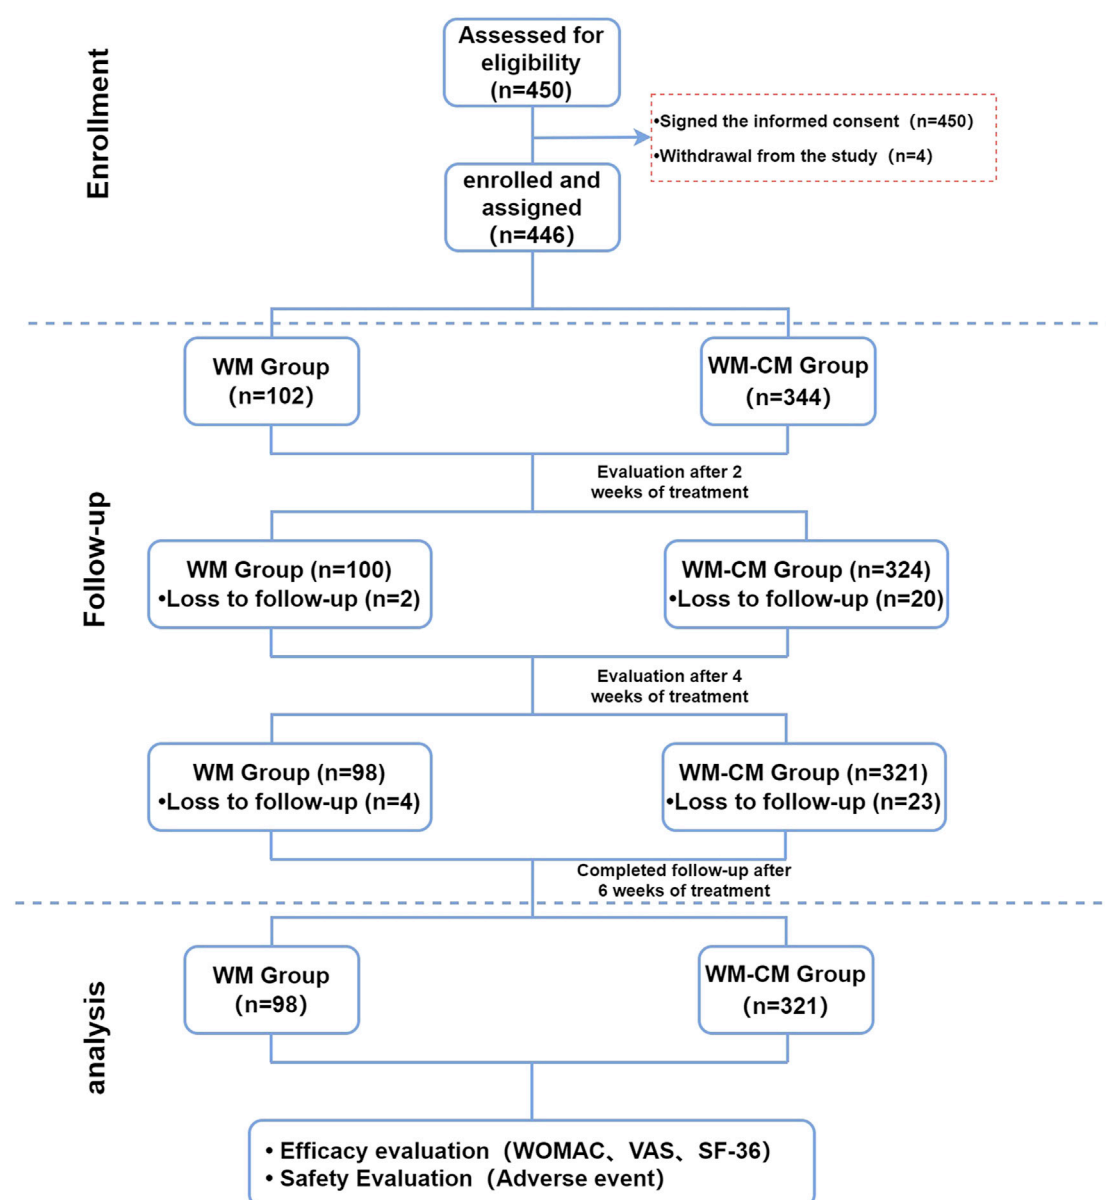 Enrollment
Assessed for
eligibility
(n=450)
•Signed the informed consent（n=450）
•Withdrawal from the study（n=4）
enrolled and
assigned
(n=446)
WM Group
（n=102）
WM-CM Group
（n=344）
Follow-up
Evaluation after 2
weeks of treatment
WM Group (n=100)
•Loss to follow-up (n=2)
WM-CM Group (n=324)
•Loss to follow-up (n=20)
Evaluation after 4
weeks of treatment
WM Group (n=98)
•Loss to follow-up (n=4)
WM-CM Group (n=321)
•Loss to follow-up (n=23)
Completed follow-up after
6 weeks of treatment
analysis
WM Group
（n=98）
WM-CM Group
（n=321）
• Efficacy evaluation（WOMAC、VAS、SF-36）
• Safety Evaluation（Adverse event）